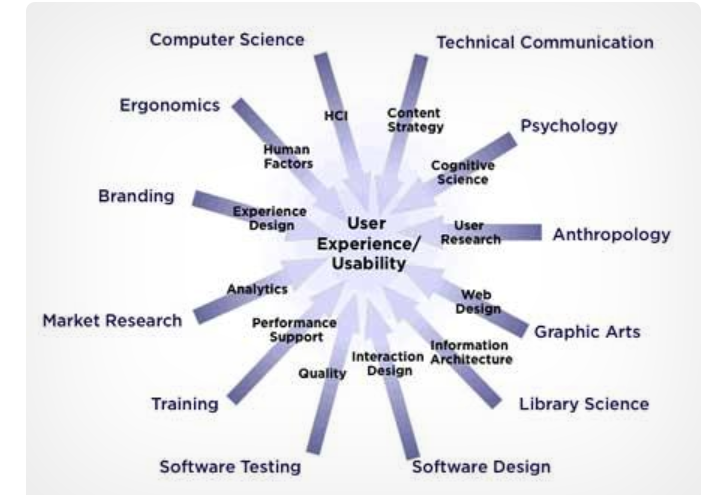 Computer Science
Technical Communication
Ergonomics
HCI
Content
Strategy
Psychology
Human
Factors
Cognitive
Science
Branding
Experience
Design
User
Experience/
Usability
User
Research
Anthropology
Market Research
Analytics
Web
Design
Graphic Arts
Performance
Support
Information
Architecture
Quality
Interaction
Design
Training
Library Science
Software Testing
Software Design